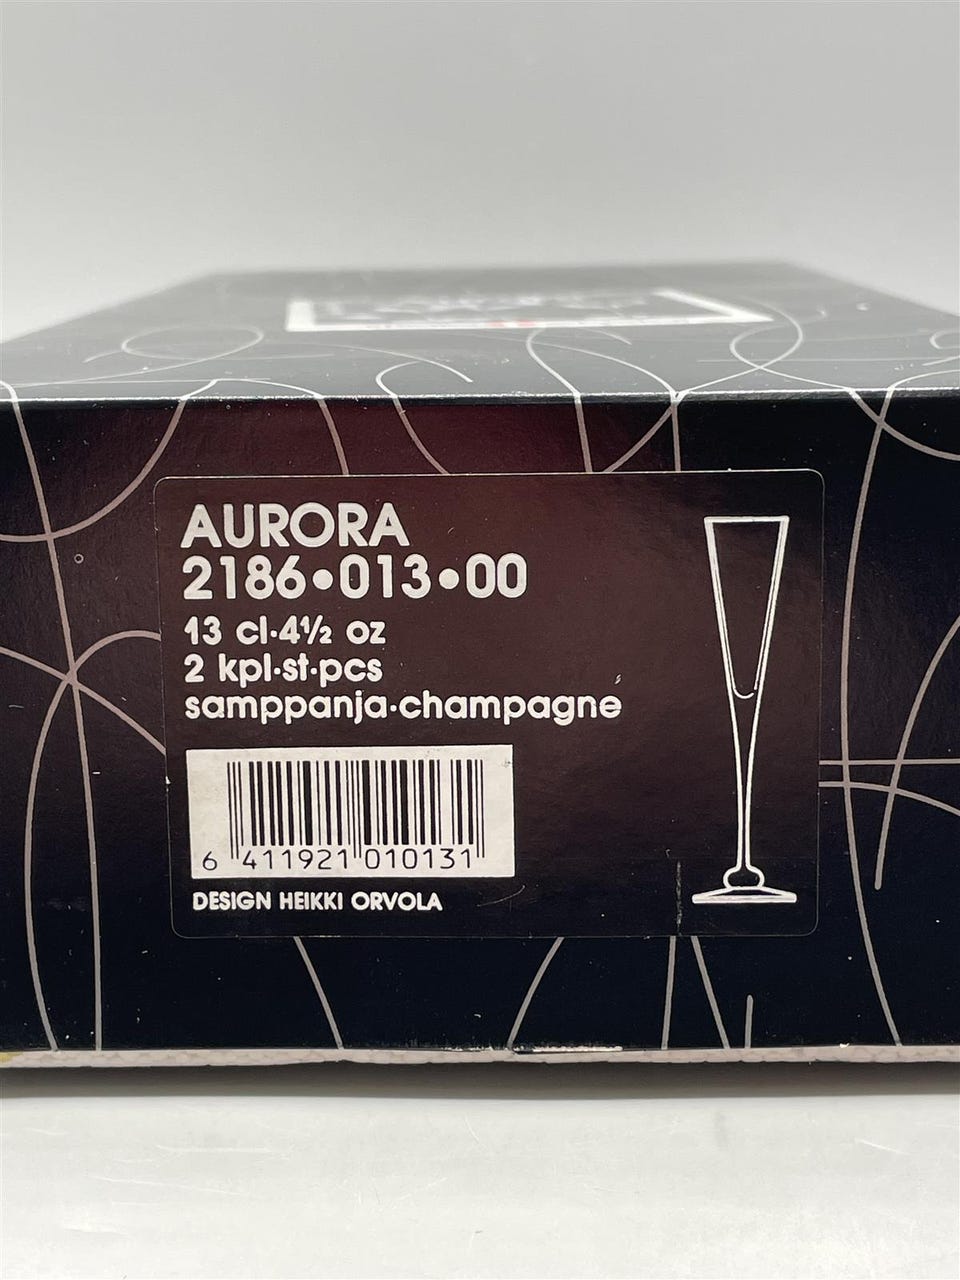 AURORA
2186•013•00
13 cl·4½ oz
2 kpl·st·pcs
samppanja·champagne
6 411921 010131
DESIGN HEIKKI ORVOLA